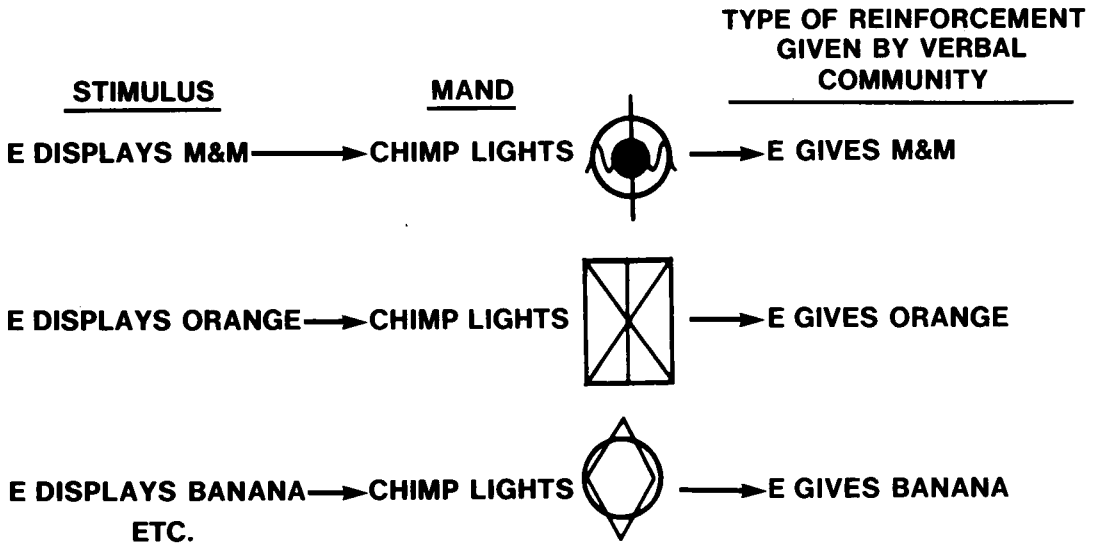 TYPE OF REINFORCEMENT
GIVEN BY VERBAL
COMMUNITY
STIMULUS
MAND
E DISPLAYS M&M
CHIMP LIGHTS
E GIVES M&M
E DISPLAYS ORANGE
CHIMP LIGHTS
E GIVES ORANGE
E DISPLAYS BANANA
CHIMP LIGHTS
E GIVES BANANA
ETC.